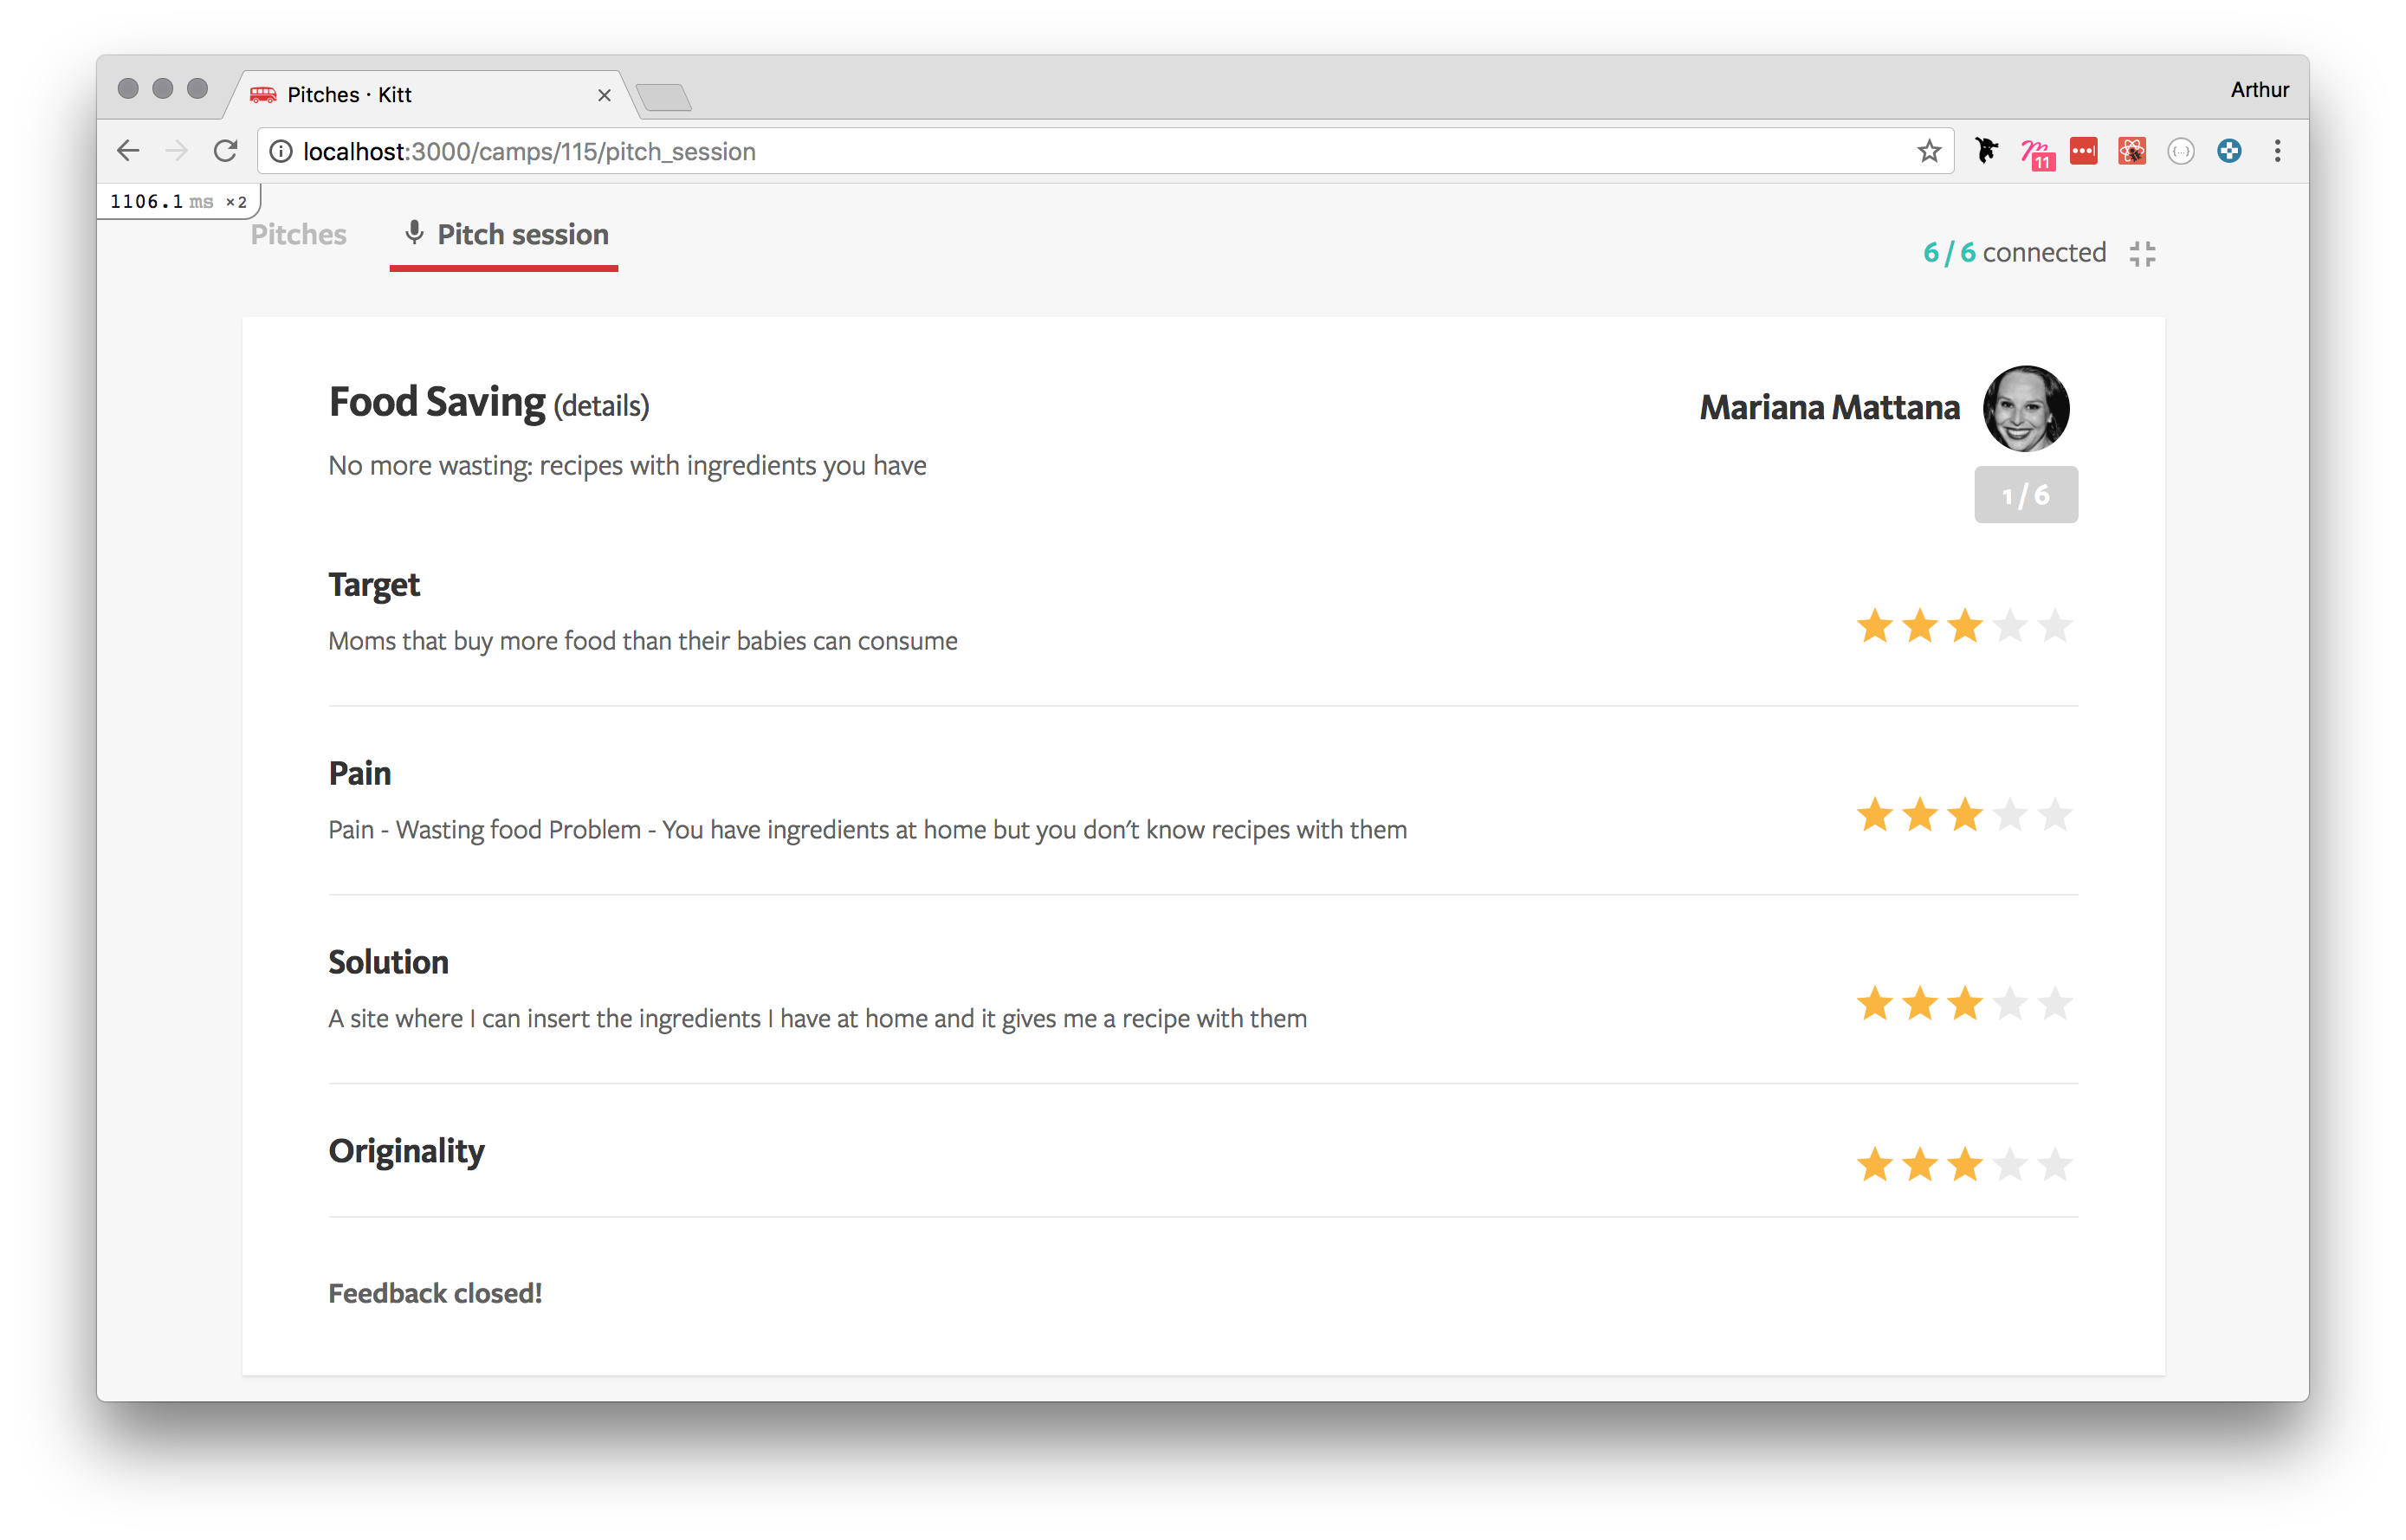 Pitches · Kitt
Arthur
localhost:3000/camps/115/pitch_session
11
1106.1 ms ×2
Pitches
Pitch session
6 / 6 connected
Food Saving (details)
Mariana Mattana
No more wasting: recipes with ingredients you have
1 / 6
Target
Moms that buy more food than their babies can consume
Pain
Pain - Wasting food Problem - You have ingredients at home but you don't know recipes with them
Solution
A site where I can insert the ingredients I have at home and it gives me a recipe with them
Originality
Feedback closed!